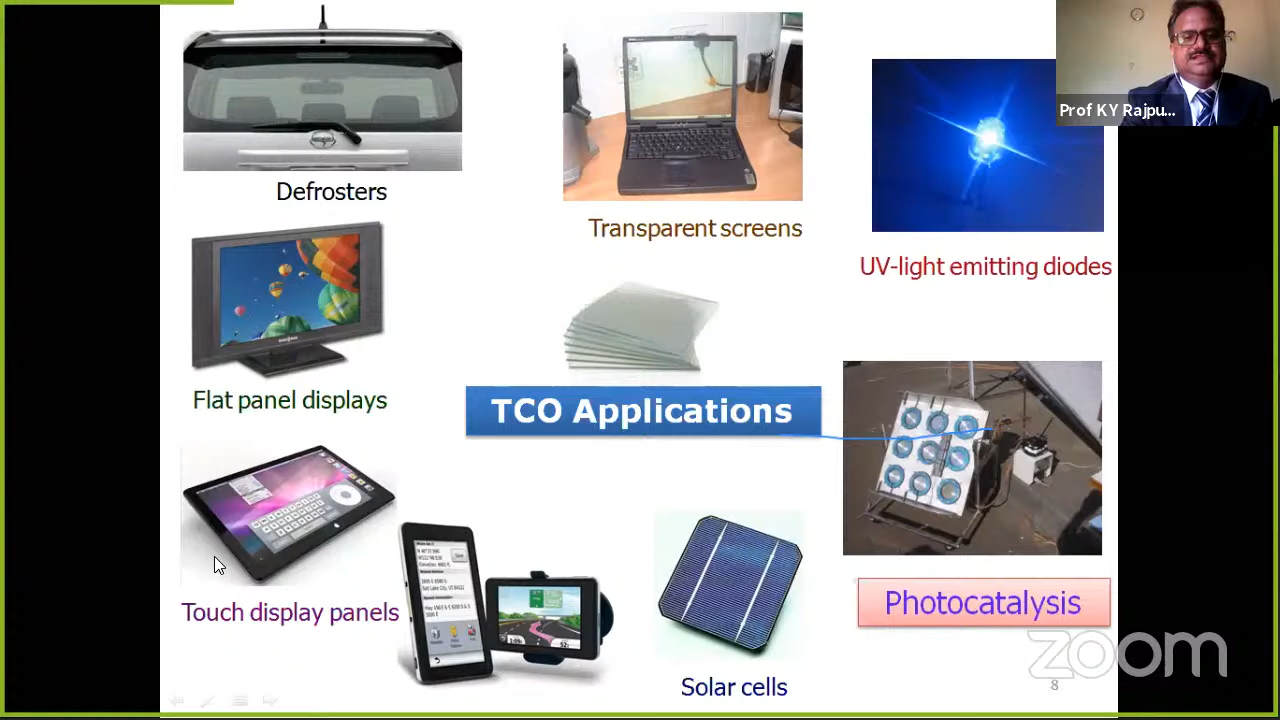 Prof KY Rajpu...
Defrosters
Transparent screens
UV-light emitting diodes
Flat panel displays
TCO Applications
Touch display panels
Photocatalysis
Solar cells
zoom
8